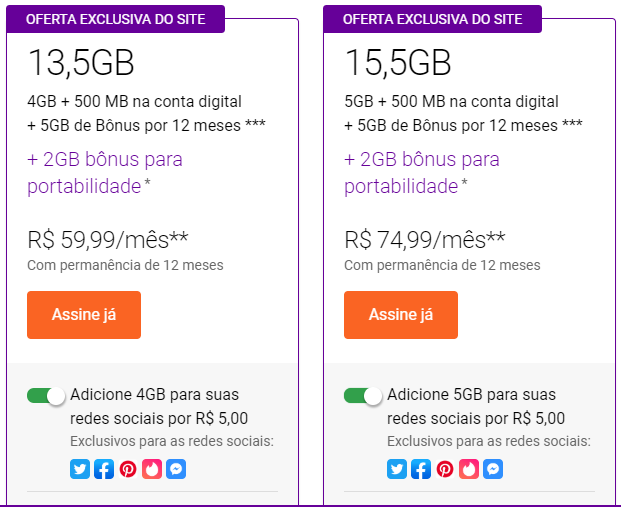 OFERTA EXCLUSIVA DO SITE
13,5GB
4GB + 500 MB na conta digital
+ 5GB de Bônus por 12 meses ***
+ 2GB bônus para
portabilidade *
R$ 59,99/mês**
Com permanência de 12 meses
Assine já
Adicione 4GB para suas
redes sociais por R$ 5,00
Exclusivos para as redes sociais:
OFERTA EXCLUSIVA DO SITE
15,5GB
5GB + 500 MB na conta digital
+ 5GB de Bônus por 12 meses ***
+ 2GB bônus para
portabilidade *
R$ 74,99/mês**
Com permanência de 12 meses
Assine já
Adicione 5GB para suas
redes sociais por R$ 5,00
Exclusivos para as redes sociais: